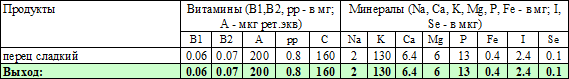 Продукты Витамины (В1,В2, рр - в мг; А - мкг рет.экв) Минералы (Na, Ca, K, Mg, P, Fe - в мг; I, Se - в мкг)
В1 В2 А рр С Na K Ca Mg P Fe I Se
перец сладкий 0.06 0.07 200 0.8 160 2 130 6.4 6 13 0.4 2.4 0.1
Выход: 0.06 0.07 200 0.8 160 2 130 6.4 6 13 0.4 2.4 0.1